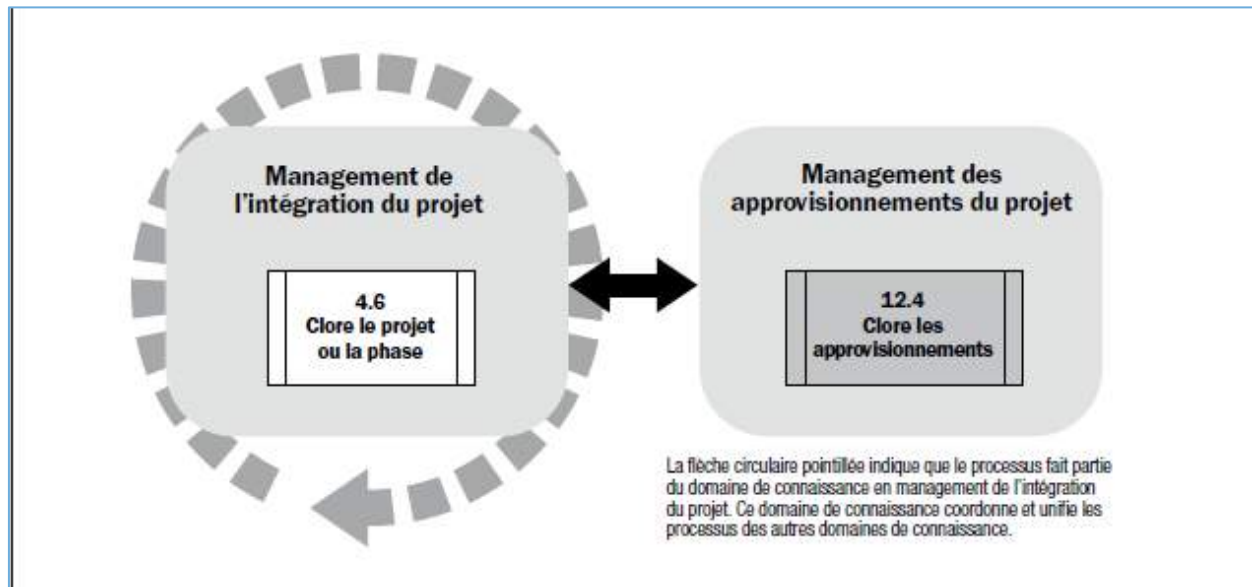 Management de
l'intégration du projet
4.6
Clore le projet
ou la phase
Management des
approvisionnements du projet
12.4
Clore les
approvisionnements
La flèche circulaire pointillée indique que le processus fait partie
du domaine de connaissance en management de l'intégration
du projet. Ce domaine de connaissance coordonne et unifie les
processus des autres domaines de connaissance.